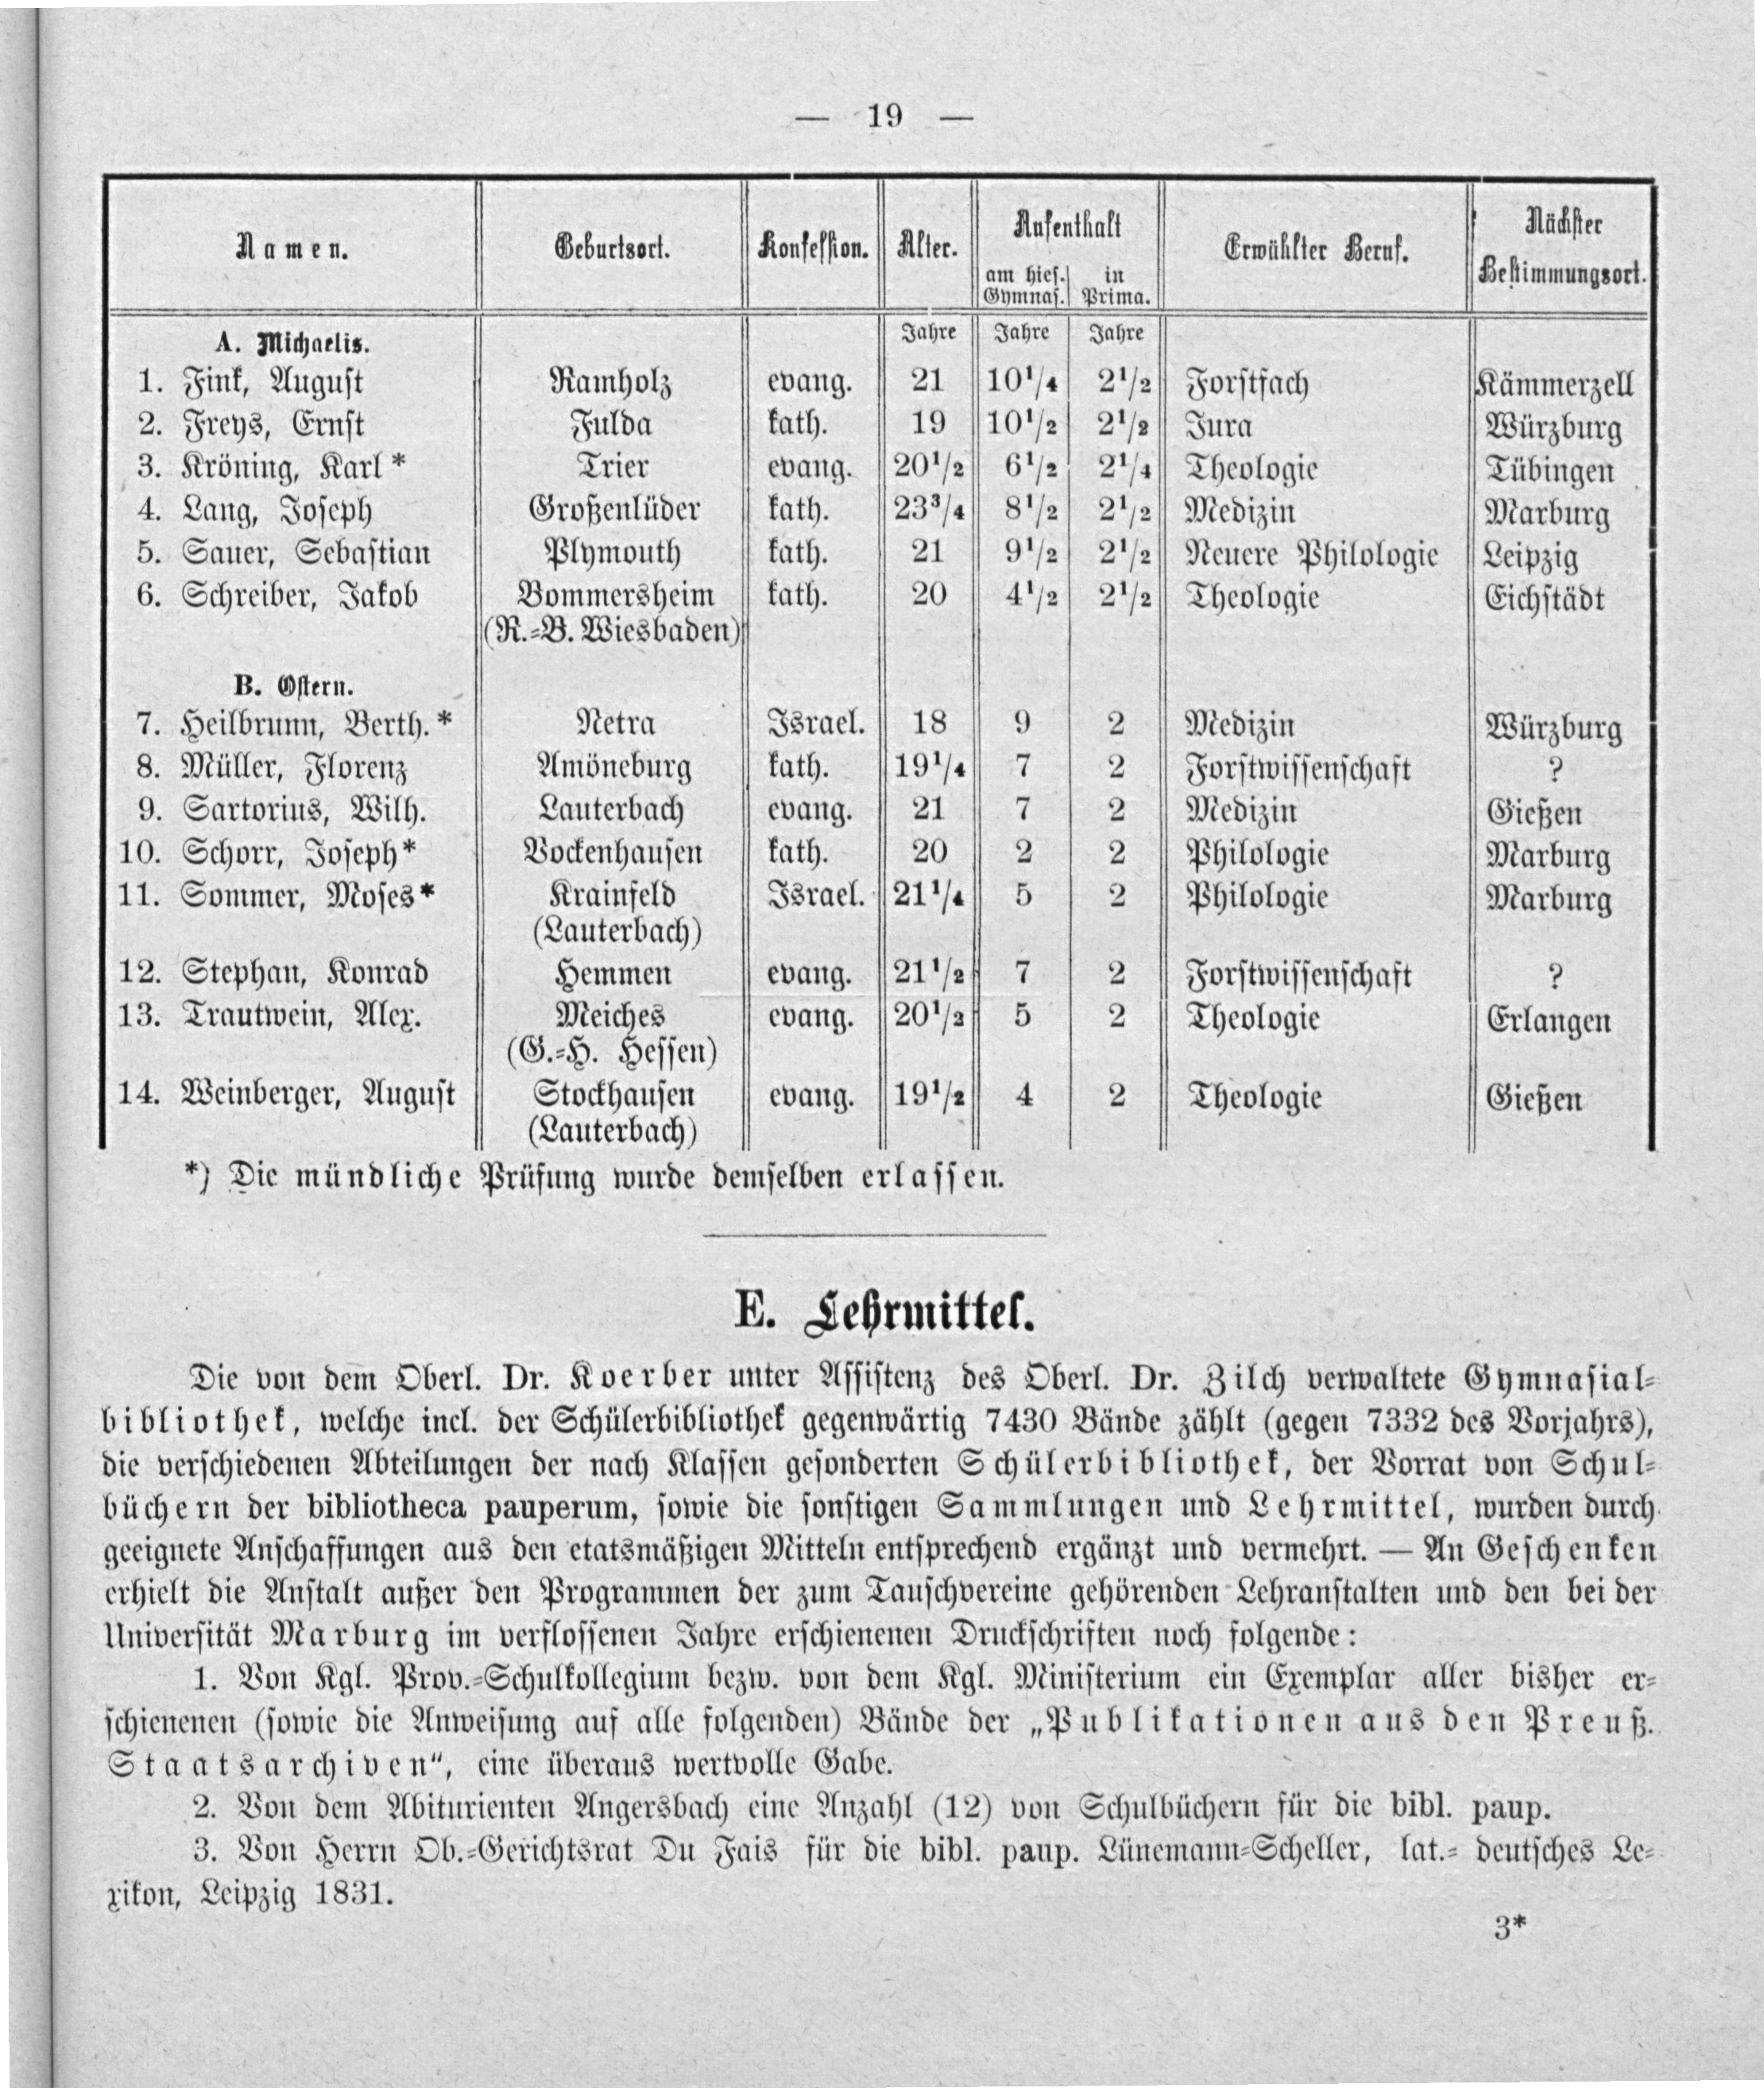 — 19 —
Namen. Geburtsort. Konfession. Alter. Aufenthalt am hies. Gymnas. in Prima. Erwählter Beruf. Nächster Bestimmungsort.
A. Michaelis. Jahre Jahre Jahre
1. Fink, August Ramholz evang. 21 10¹/₄ 2¹/₂ Forstfach Kämmerzell
2. Freys, Ernst Fulda kath. 19 10¹/₂ 2¹/₂ Jura Würzburg
3. Kröning, Karl * Trier evang. 20¹/₂ 6¹/₂ 2¹/₄ Theologie Tübingen
4. Lang, Joseph Großenlüder kath. 23³/₄ 8¹/₂ 2¹/₂ Medizin Marburg
5. Sauer, Sebastian Plymouth kath. 21 9¹/₂ 2¹/₂ Neuere Philologie Leipzig
6. Schreiber, Jakob Bommersheim kath. 20 4¹/₂ 2¹/₂ Theologie Eichstädt
(R.-B. Wiesbaden)
B. Ostern.
7. Heilbrunn, Berth. * Netra Israel. 18 9 2 Medizin Würzburg
8. Müller, Florenz Amöneburg kath. 19¹/₄ 7 2 Forstwissenschaft ?
9. Sartorius, Wilh. Lauterbach evang. 21 7 2 Medizin Gießen
10. Schorr, Joseph* Bockenhausen kath. 20 2 2 Philologie Marburg
11. Sommer, Moses* Krainfeld Israel. 21¹/₄ 5 2 Philologie Marburg
(Lauterbach)
12. Stephan, Konrad Hemmen evang. 21¹/₂ 7 2 Forstwissenschaft ?
13. Trautwein, Alex. Meiches evang. 20¹/₂ 5 2 Theologie Erlangen
(G.-H. Hessen)
14. Weinberger, August Stockhausen evang. 19¹/₂ 4 2 Theologie Gießen
(Lauterbach)
*) Die mündliche Prüfung wurde demselben erlassen.
E. Lehrmittel.
Die von dem Oberl. Dr. Koerber unter Assistenz des Oberl. Dr. Zilch verwaltete Gymnasial-
bibliothek, welche incl. der Schülerbibliothek gegenwärtig 7430 Bände zählt (gegen 7332 des Vorjahrs),
die verschiedenen Abteilungen der nach Klassen gesonderten Schülerbibliothek, der Vorrat von Schul-
büchern der bibliotheca pauperum, sowie die sonstigen Sammlungen und Lehrmittel, wurden durch
geeignete Anschaffungen aus den etatsmäßigen Mitteln entsprechend ergänzt und vermehrt. — An Geschenken
erhielt die Anstalt außer den Programmen der zum Tauschvereine gehörenden Lehranstalten und den bei der
Universität Marburg im verflossenen Jahre erschienenen Druckschriften noch folgende:
1. Von Kgl. Prov.-Schulkollegium bezw. von dem Kgl. Ministerium ein Exemplar aller bisher er-
schienenen (sowie die Anweisung auf alle folgenden) Bände der „Publikationen aus den Preuß.
Staatsarchiven“, eine überaus wertvolle Gabe.
2. Von dem Abiturienten Angersbach eine Anzahl (12) von Schulbüchern für die bibl. paup.
3. Von Herrn Ob.-Gerichtsrat Du Fais für die bibl. paup. Lünemann-Scheller, lat.- deutsches Le-
xikon, Leipzig 1831.
3*